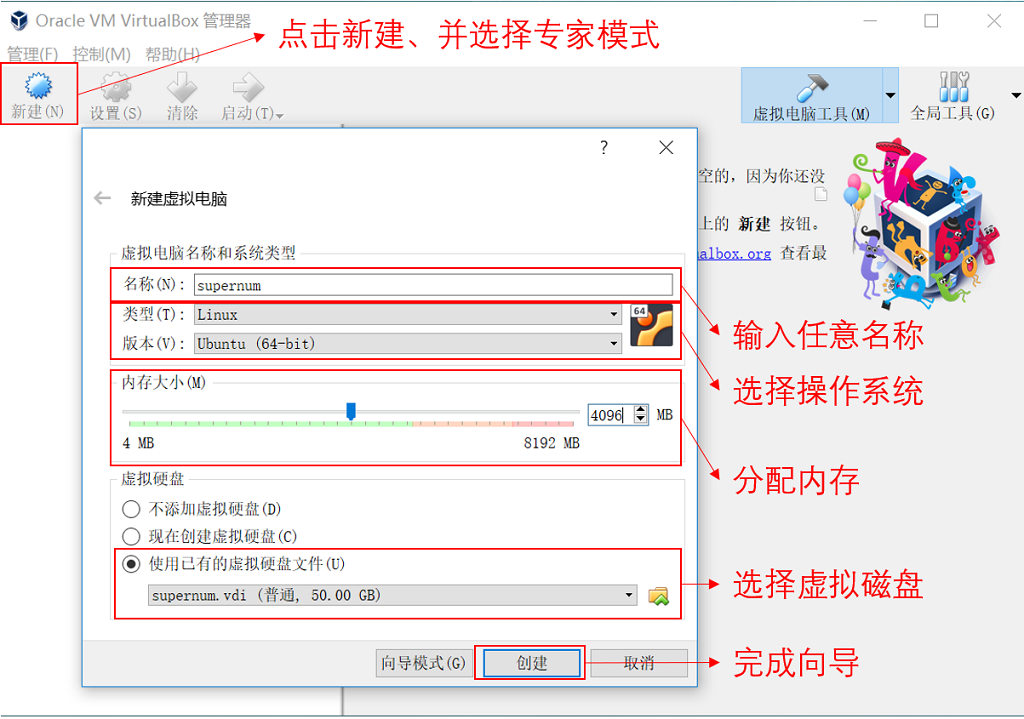 Oracle VM VirtualBox 管理器
点击新建、并选择专家模式
管理(F) 控制(M) 帮助(H)
新建(N) 设置(S) 清除 启动(T)
虚拟电脑工具(M) 全局工具(G)
?
空的，因为你还没
新建虚拟电脑
上的 新建 按钮。
虚拟电脑名称和系统类型
albox.org 查看最
名称(N): supernum
类型(T): Linux
64
输入任意名称
版本(V): Ubuntu (64-bit)
内存大小(M)
选择操作系统
4096 MB
4 MB 8192 MB
分配内存
虚拟硬盘
不添加虚拟硬盘(D)
现在创建虚拟硬盘(C)
使用已有的虚拟硬盘文件(U)
选择虚拟磁盘
supernum.vdi (普通, 50.00 GB)
向导模式(G) 创建 取消
完成向导